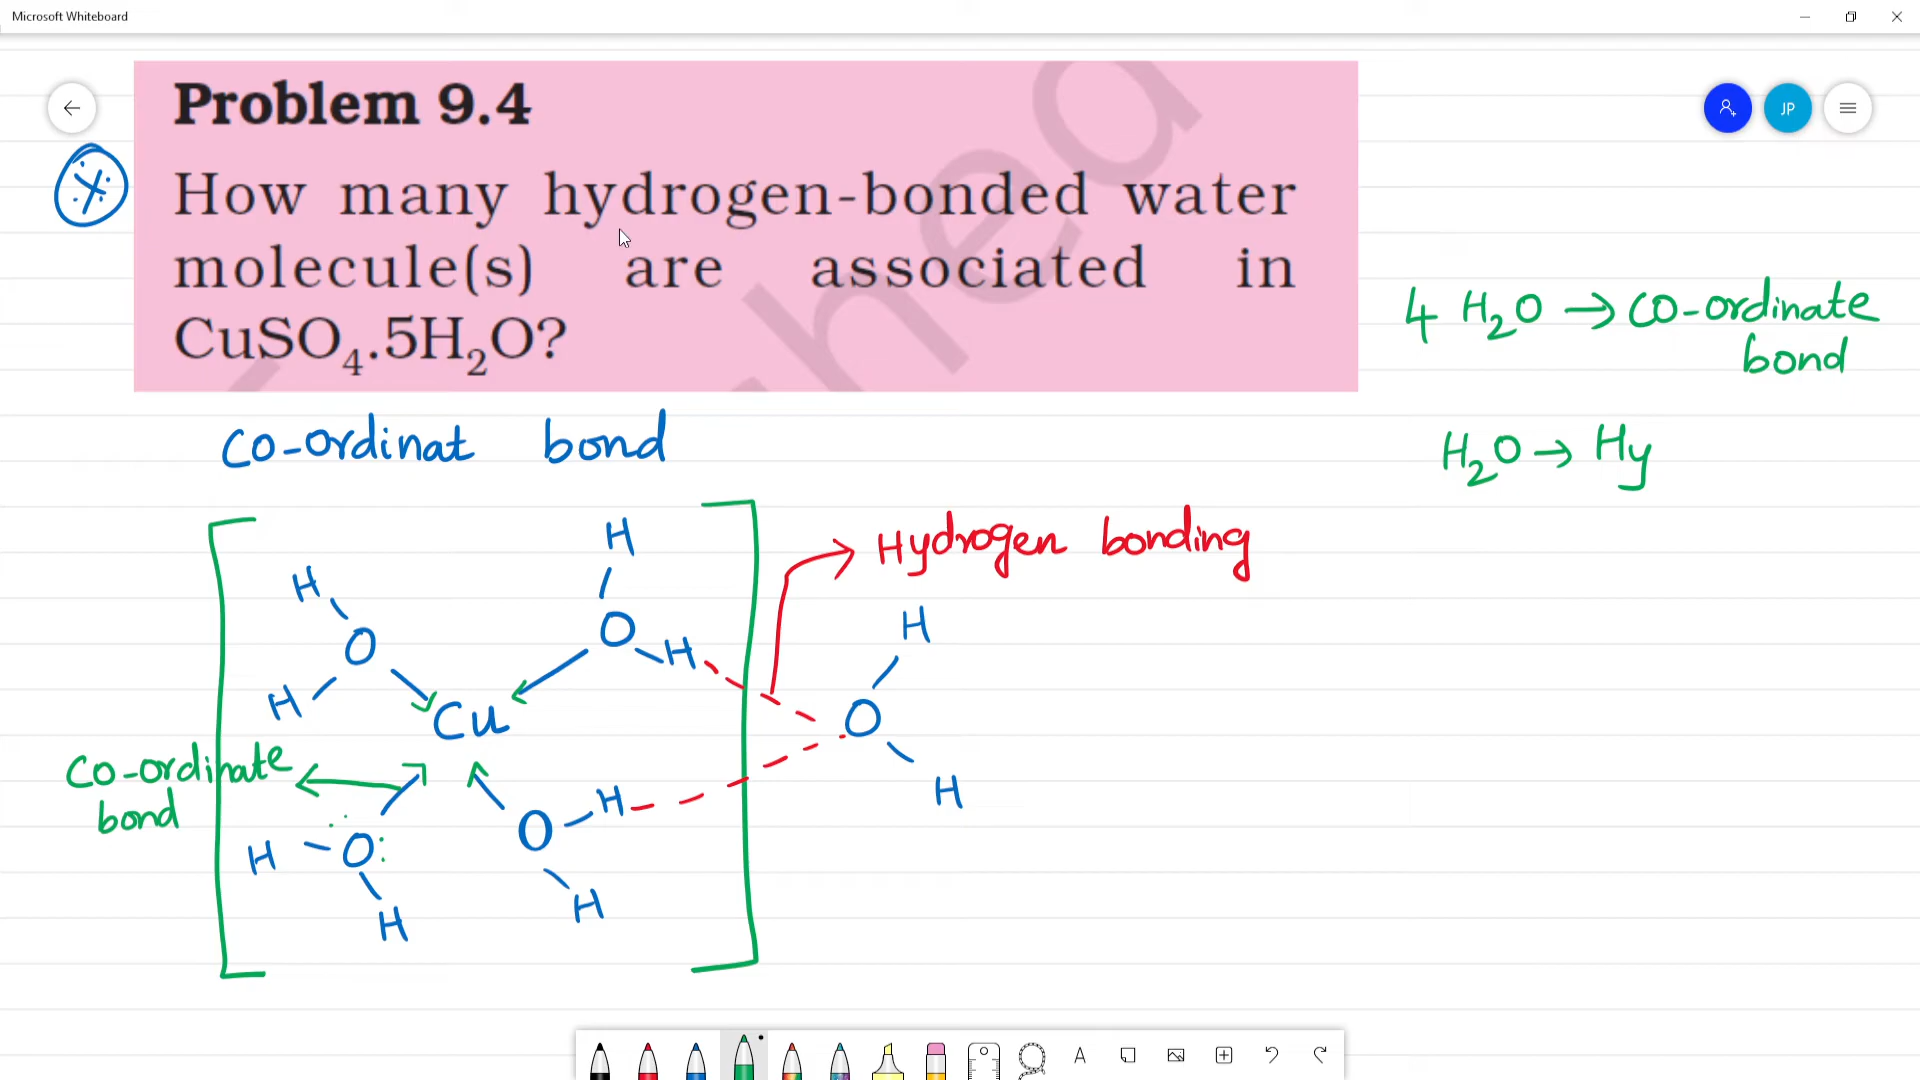 Microsoft Whiteboard
Problem 9.4
How many hydrogen-bonded water
molecule(s) are associated in
CuSO₄.5H₂O?
JP
4 H₂O → CO-ordinate
bond
H₂O → Hy
CO-ordinat bond
Hydrogen bonding
H
H
H
O
O
H
H
H
O
Cu
CO-ordinate
bond
H
H
O
H
O
H
H
A